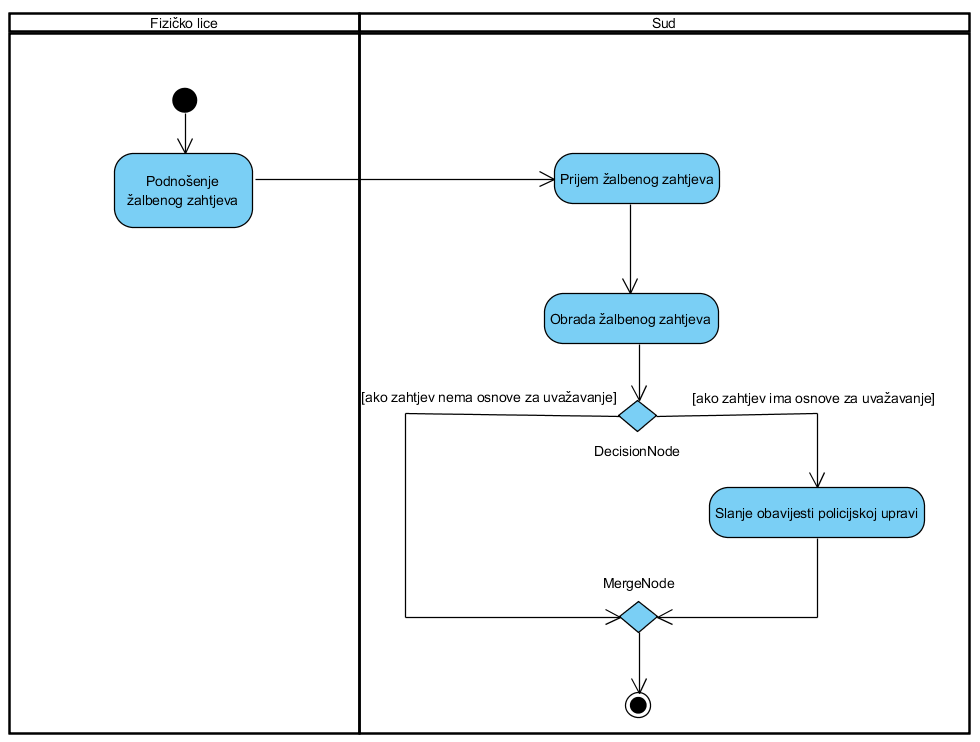 Fizičko lice
Sud
Podnošenje
žalbenog zahtjeva
Prijem žalbenog zahtjeva
Obrada žalbenog zahtjeva
[ako zahtjev nema osnove za uvažavanje]
[ako zahtjev ima osnove za uvažavanje]
DecisionNode
Slanje obavijesti policijskoj upravi
MergeNode